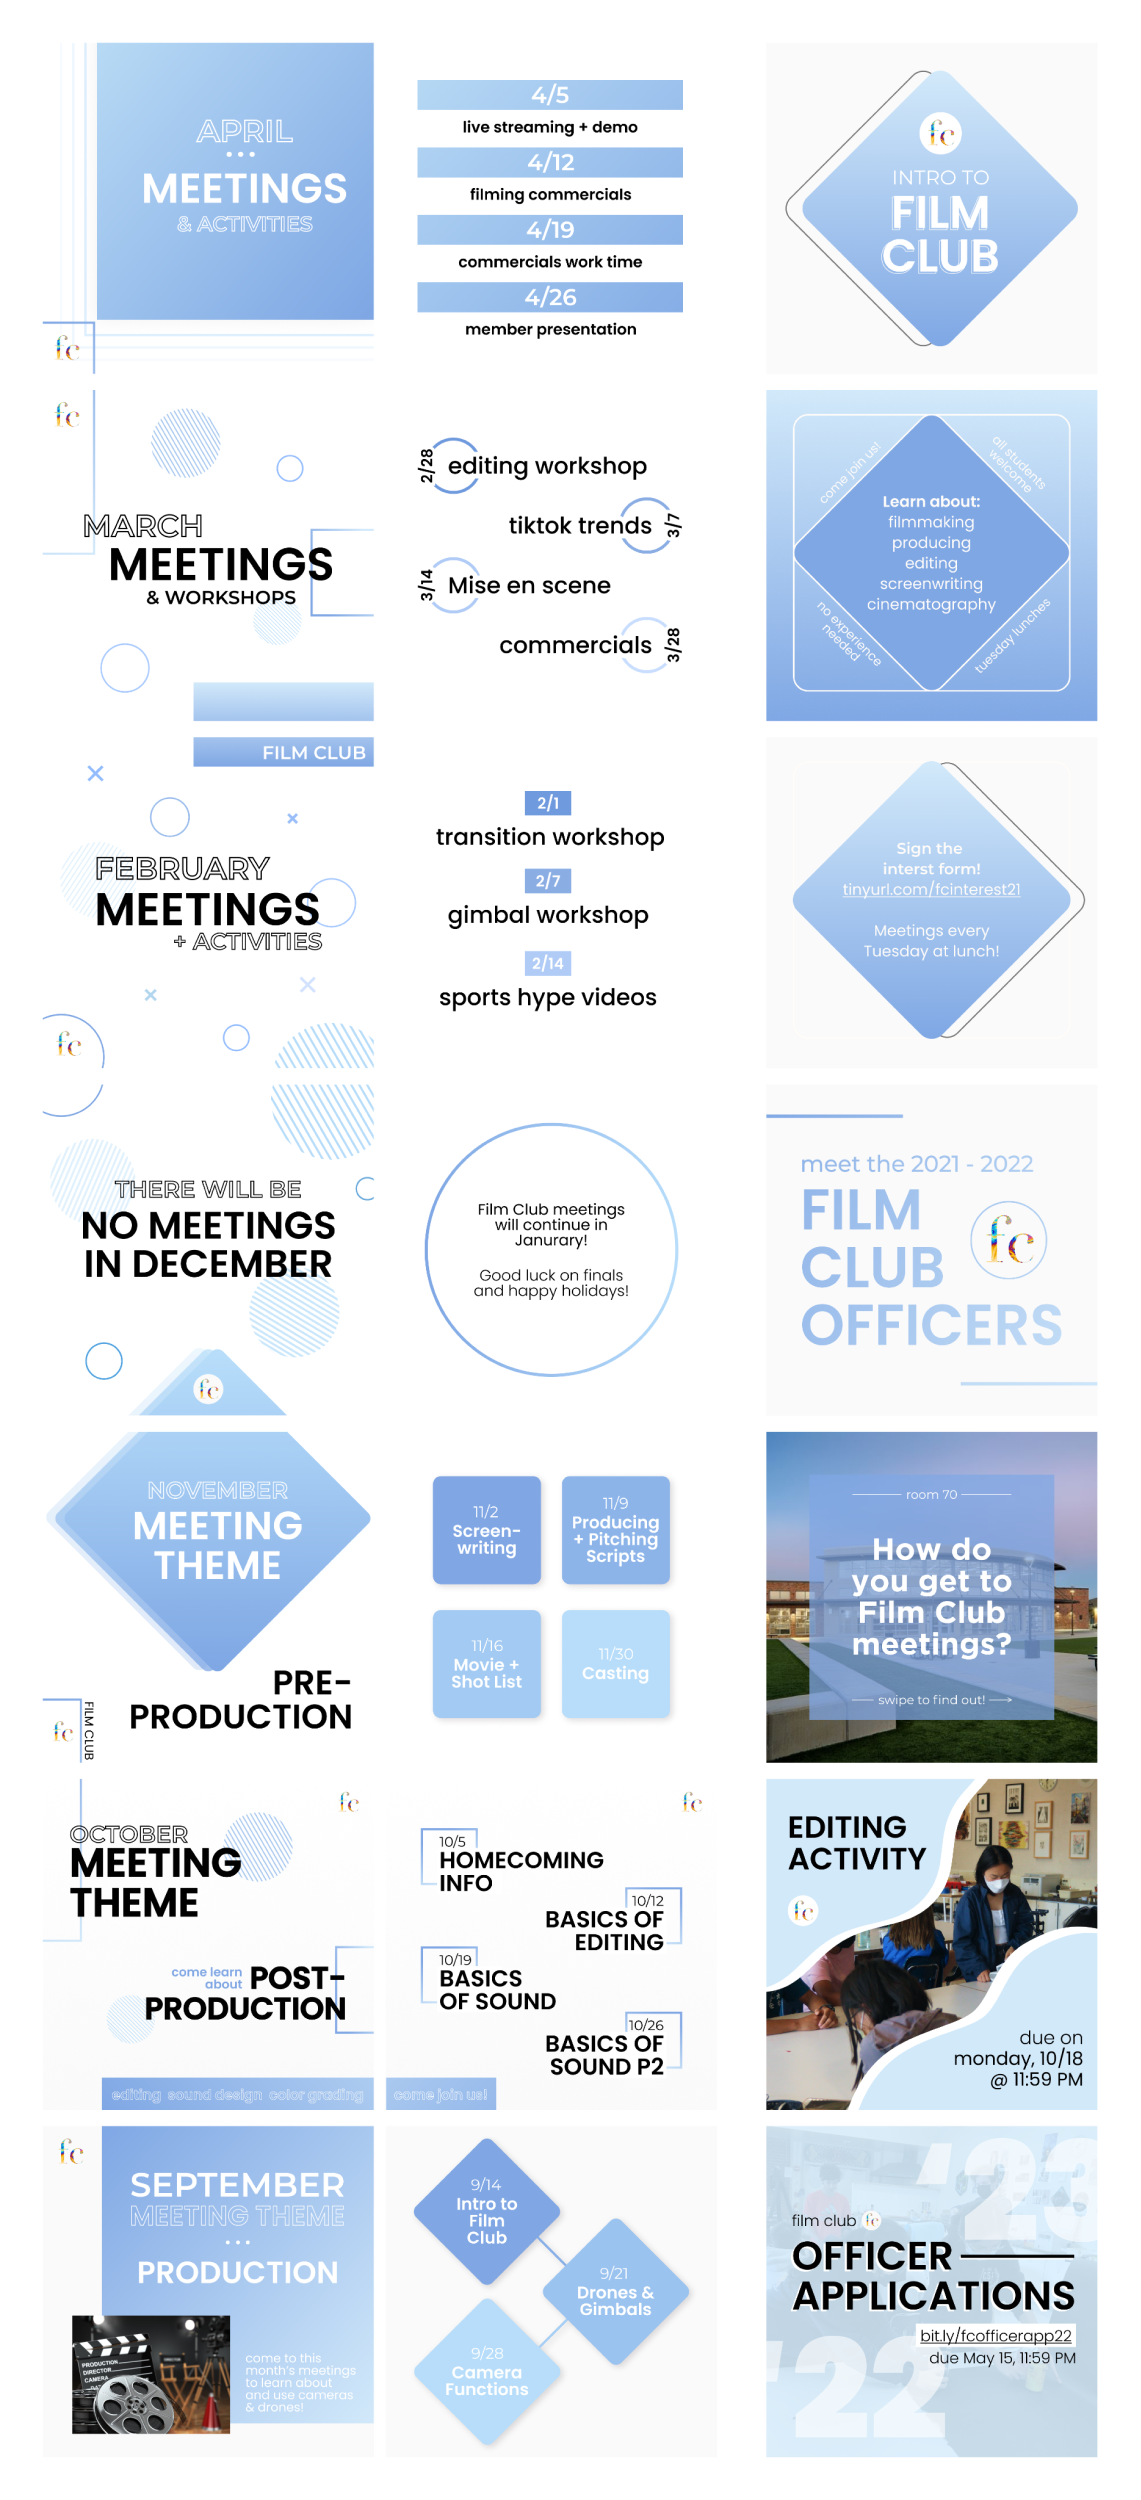 APRIL
MEETINGS
& ACTIVITIES
fc
4/5
live streaming + demo
4/12
filming commercials
4/19
commercials work time
4/26
member presentation
fc
INTRO TO
FILM
CLUB
fc
MARCH
MEETINGS
& WORKSHOPS
2/28
editing workshop
tiktok trends
3/7
3/14
Mise en scene
commercials
3/28
come join us!
all students
welcome
Learn about:
filmmaking
producing
editing
screenwriting
cinematography
no experience
needed
tuesday lunches
FILM CLUB
FEBRUARY
MEETINGS
+ ACTIVITIES
fc
2/1
transition workshop
2/7
gimbal workshop
2/14
sports hype videos
Sign the
interst form!
tinyurl.com/fcinterest21
Meetings every
Tuesday at lunch!
THERE WILL BE
NO MEETINGS
IN DECEMBER
Film Club meetings
will continue in
Janurary!
Good luck on finals
and happy holidays!
meet the 2021 - 2022
FILM
CLUB
OFFICERS
fc
fc
NOVEMBER
MEETING
THEME
PRE-
PRODUCTION
fc
FILM CLUB
11/2
Screen-
writing
11/9
Producing
+ Pitching
Scripts
11/16
Movie +
Shot List
11/30
Casting
room 70
How do
you get to
Film Club
meetings?
swipe to find out!
fc
OCTOBER
MEETING
THEME
come learn
about
POST-
PRODUCTION
editing sound design color grading
fc
10/5
HOMECOMING
INFO
10/12
BASICS OF
EDITING
10/19
BASICS
OF SOUND
10/26
BASICS OF
SOUND P2
come join us!
EDITING
ACTIVITY
fc
due on
monday, 10/18
@ 11:59 PM
fc
SEPTEMBER
MEETING THEME
PRODUCTION
PRODUCTION
DIRECTOR
CAMERA
come to this
month's meetings
to learn about
and use cameras
& drones!
9/14
Intro to
Film
Club
9/21
Drones &
Gimbals
9/28
Camera
Functions
'23
film club fc
OFFICER
APPLICATIONS
bit.ly/fcofficerapp22
due May 15, 11:59 PM
'22